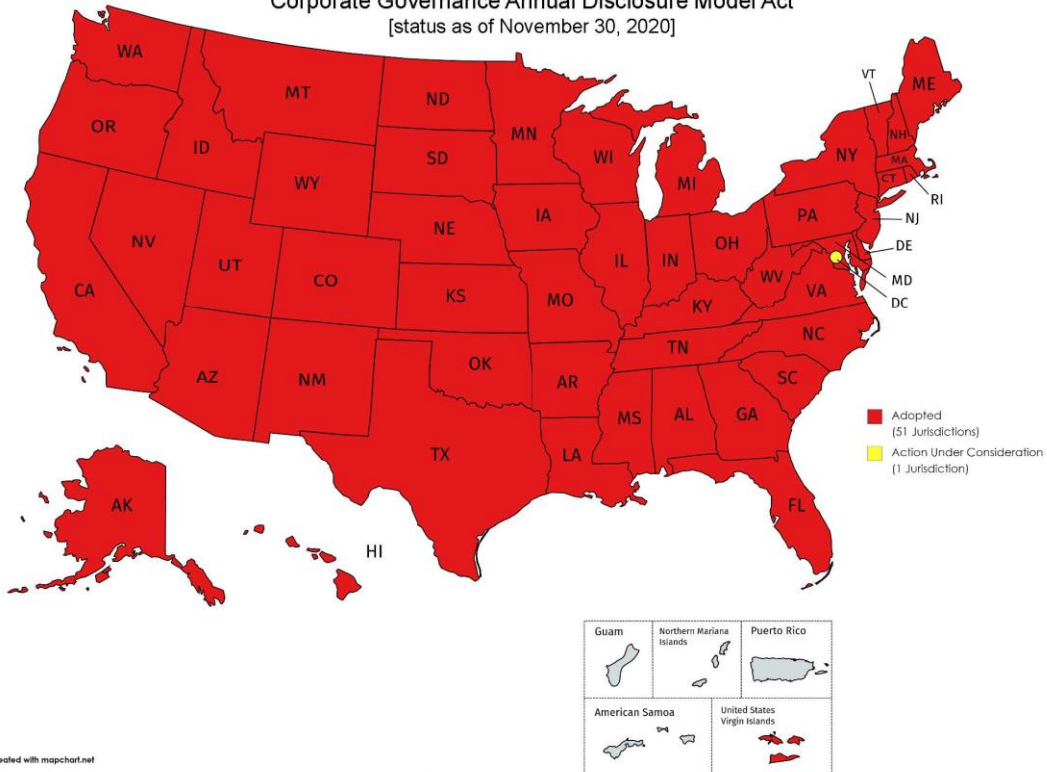 Corporate Governance Annual Disclosure Model Act
[status as of November 30, 2020]
WA
MT
ND
MN
VT
ME
OR
ID
SD
WI
MI
NY
NH
MA
CT
RI
WY
IA
PA
NJ
NE
NV
UT
CO
IL
IN
OH
DE
MD
DC
WV
VA
CA
KS
MO
KY
AZ
NM
OK
AR
TN
NC
SC
MS
AL
GA
TX
LA
FL
Adopted
(51 Jurisdictions)
Action Under Consideration
(1 Jurisdiction)
AK
HI
Guam
Northern Mariana
Islands
Puerto Rico
American Samoa
United States
Virgin Islands
eated with mapchart.net